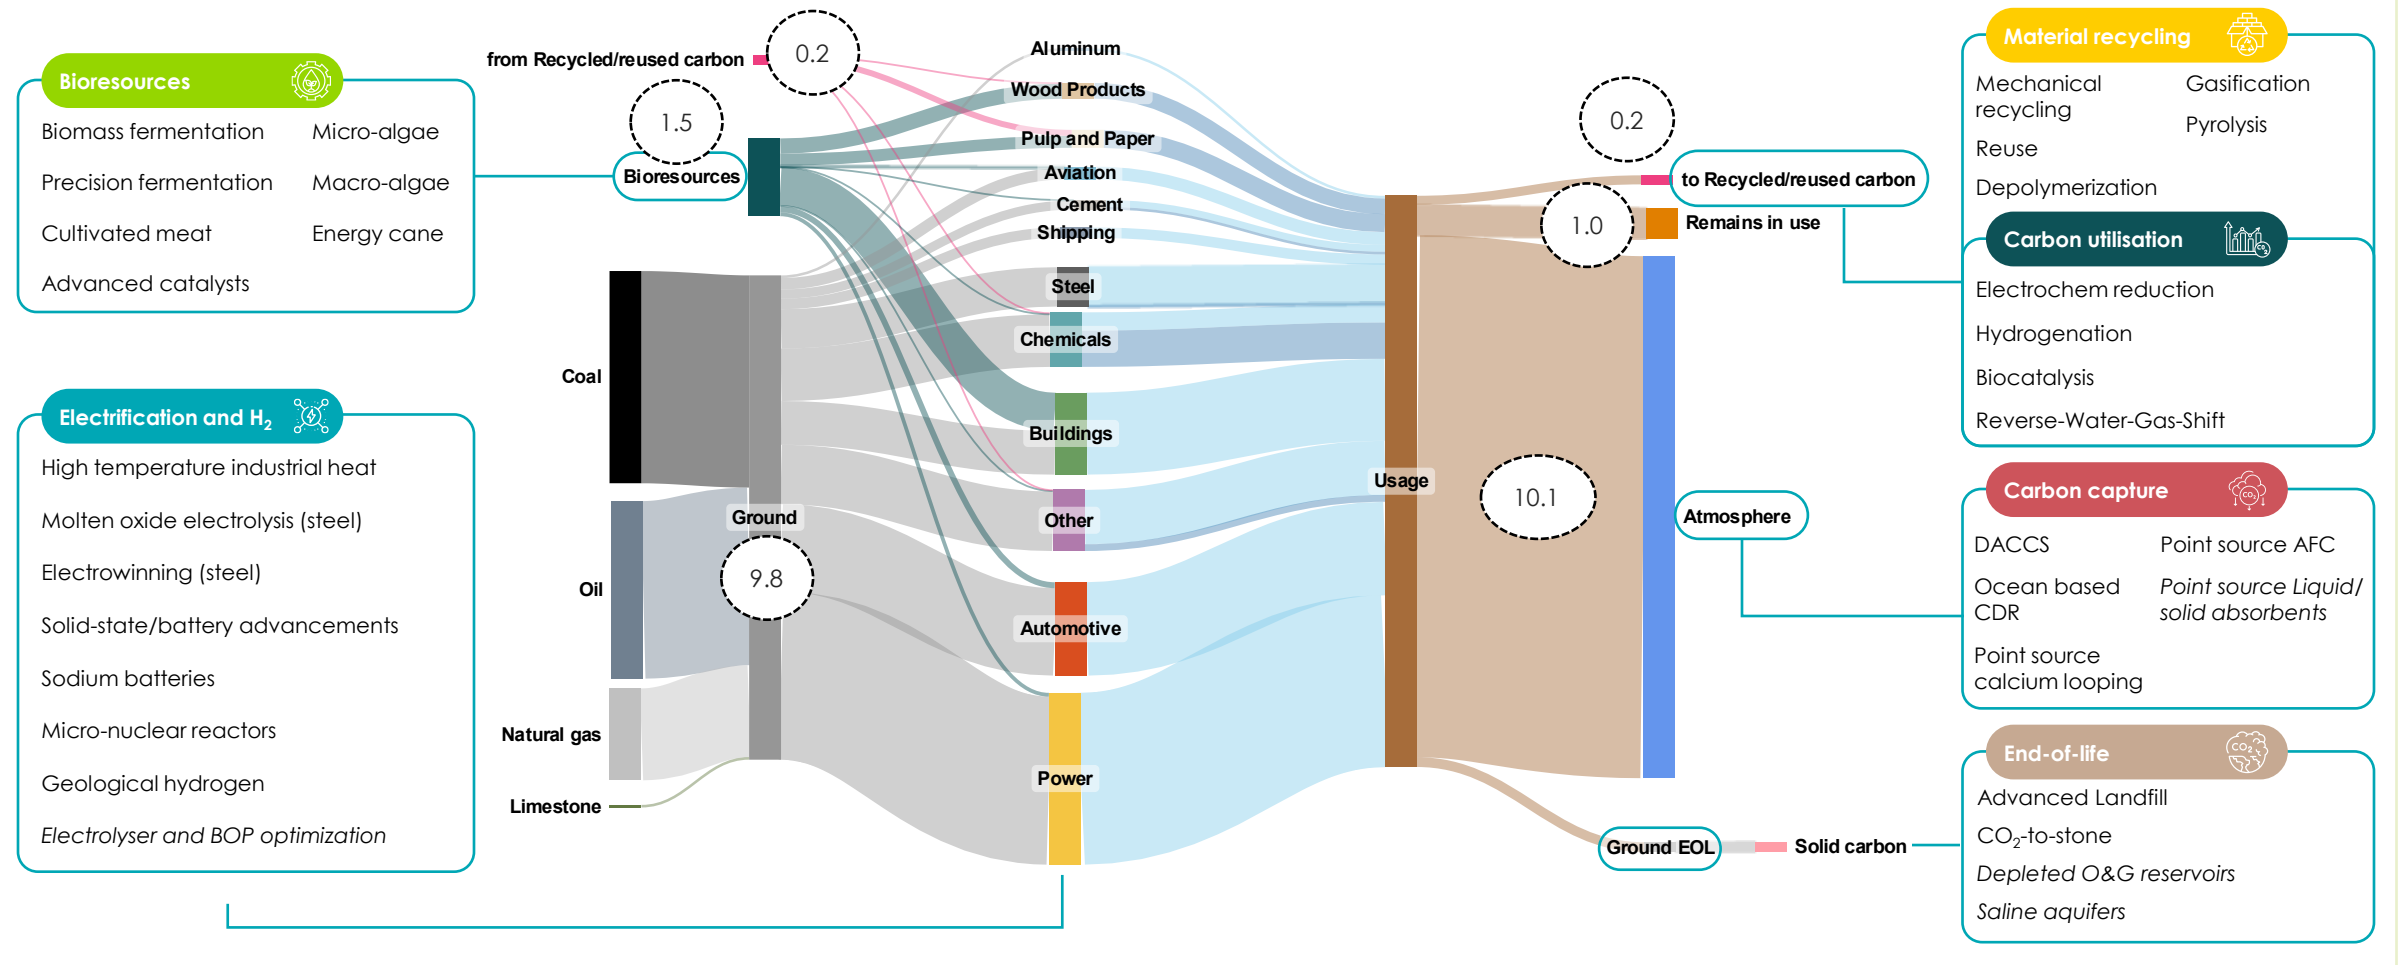 Bioresources
Biomass fermentation
Micro-algae
Precision fermentation
Macro-algae
Cultivated meat
Energy cane
Advanced catalysts
Electrification and H₂
High temperature industrial heat
Molten oxide electrolysis (steel)
Electrowinning (steel)
Solid-state/battery advancements
Sodium batteries
Micro-nuclear reactors
Geological hydrogen
Electrolyser and BOP optimization
from Recycled/reused carbon
0.2
1.5
Bioresources
Coal
Oil
Natural gas
Limestone
Ground
9.8
Aluminum
Wood Products
Pulp and Paper
Aviation
Cement
Shipping
Steel
Chemicals
Buildings
Other
Automotive
Power
Usage
0.2
to Recycled/reused carbon
1.0
Remains in use
10.1
Atmosphere
Ground EOL
Solid carbon
Material recycling
Mechanical
recycling
Reuse
Depolymerization
Gasification
Pyrolysis
Carbon utilisation
CO₂
Electrochem reduction
Hydrogenation
Biocatalysis
Reverse-Water-Gas-Shift
Carbon capture
CO₂
DACCS
Ocean based
CDR
Point source
calcium looping
Point source AFC
Point source Liquid/
solid absorbents
End-of-life
CO₂
Advanced Landfill
CO₂-to-stone
Depleted O&G reservoirs
Saline aquifers